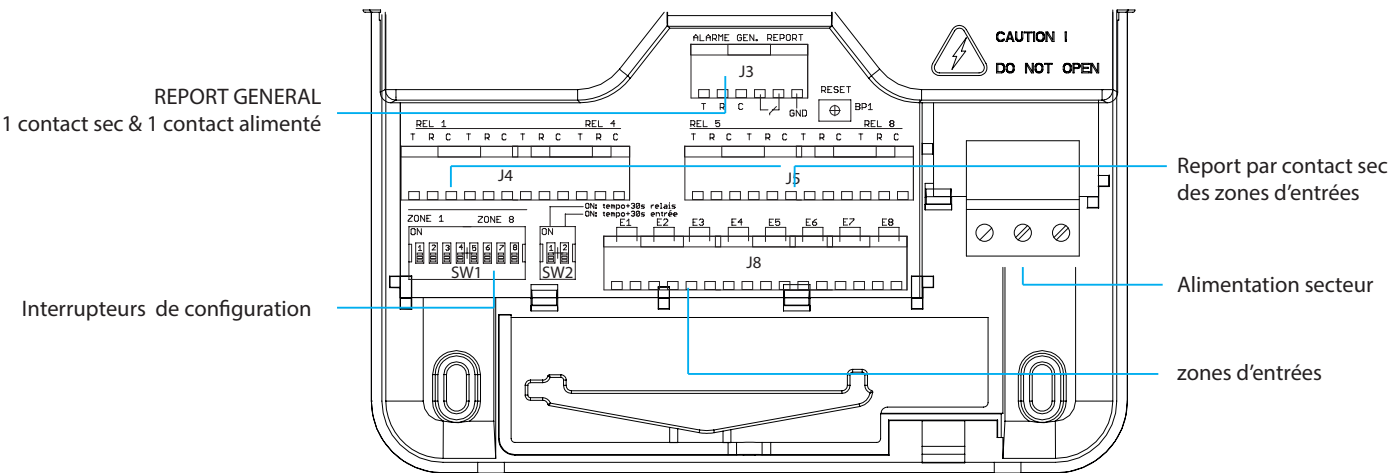 ALARME GEN. REPORT
J3
T R C GND
RESET
BP1
CAUTION !
DO NOT OPEN
REPORT GENERAL
1 contact sec & 1 contact alimenté
REL 1 REL 4
T R C T R C T R C T R C
J4
REL 5 REL 8
T R C T R C T R C T R C
J5
Report par contact sec
des zones d'entrées
ON: tempo+30s relais
ON: tempo+30s entrée
ZONE 1 ZONE 8
ON
1 2 3 4 5 6 7 8
SW1
ON
1 2
SW2
E1 E2 E3 E4 E5 E6 E7 E8
J8
Interrupteurs de configuration
Alimentation secteur
zones d'entrées